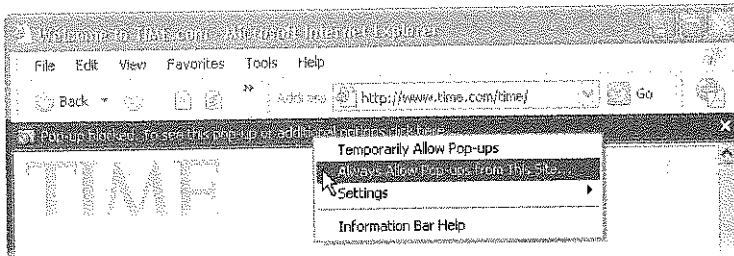 Welcome to TIME.com - Microsoft Internet Explorer
File Edit View Favorites Tools Help
Back » Address http://www.time.com/time/ Go
Pop-up blocked. To see this pop-up or additional options click here
Temporarily Allow Pop-ups
Always Allow Pop-ups from This Site...
Settings
Information Bar Help
TIME